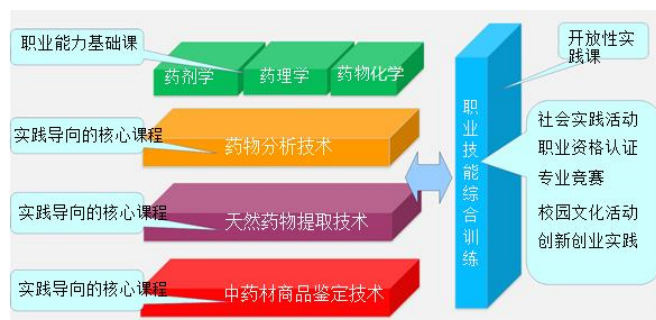 职业能力基础课
药剂学
药理学
药物化学
实践导向的核心课程
药物分析技术
实践导向的核心课程
天然药物提取技术
实践导向的核心课程
中药材商品鉴定技术
职业技能综合训练
开放性实
践课
社会实践活动
职业资格认证
专业竞赛
校园文化活动
创新创业实践